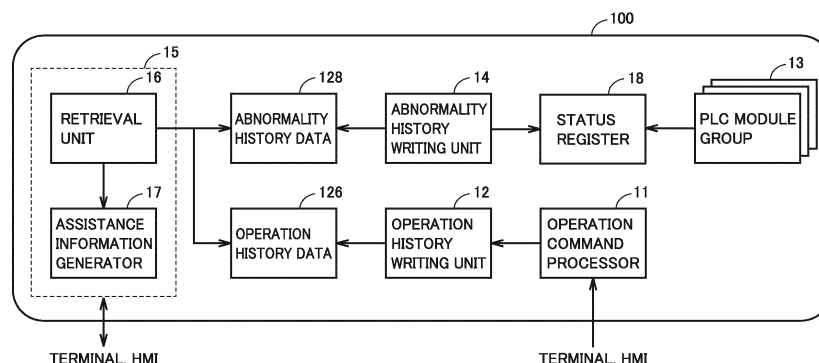 100
15
16
RETRIEVAL
UNIT
128
ABNORMALITY
HISTORY DATA
14
ABNORMALITY
HISTORY
WRITING UNIT
18
STATUS
REGISTER
13
PLC MODULE
GROUP
17
ASSISTANCE
INFORMATION
GENERATOR
126
OPERATION
HISTORY DATA
12
OPERATION
HISTORY
WRITING UNIT
11
OPERATION
COMMAND
PROCESSOR
TERMINAL, HMI
TERMINAL, HMI